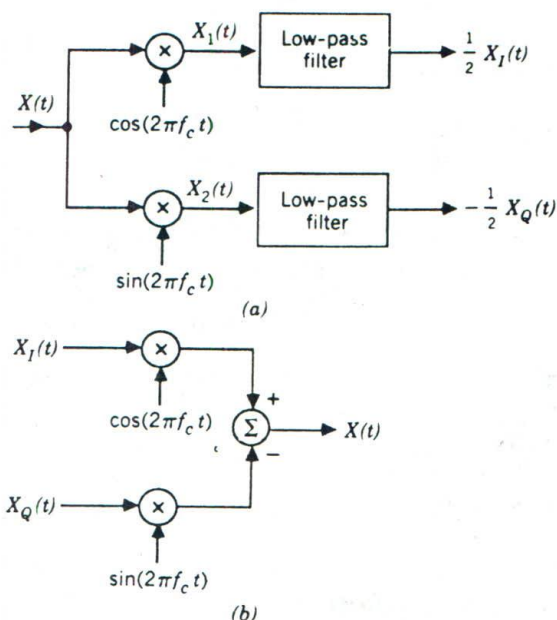 X(t)
X₁(t)
Low-pass
filter
½ X_I(t)
cos(2πf_c t)
X₂(t)
Low-pass
filter
− ½ X_Q(t)
sin(2πf_c t)
(a)
X_I(t)
cos(2πf_c t)
+
Σ
X(t)
−
X_Q(t)
sin(2πf_c t)
(b)